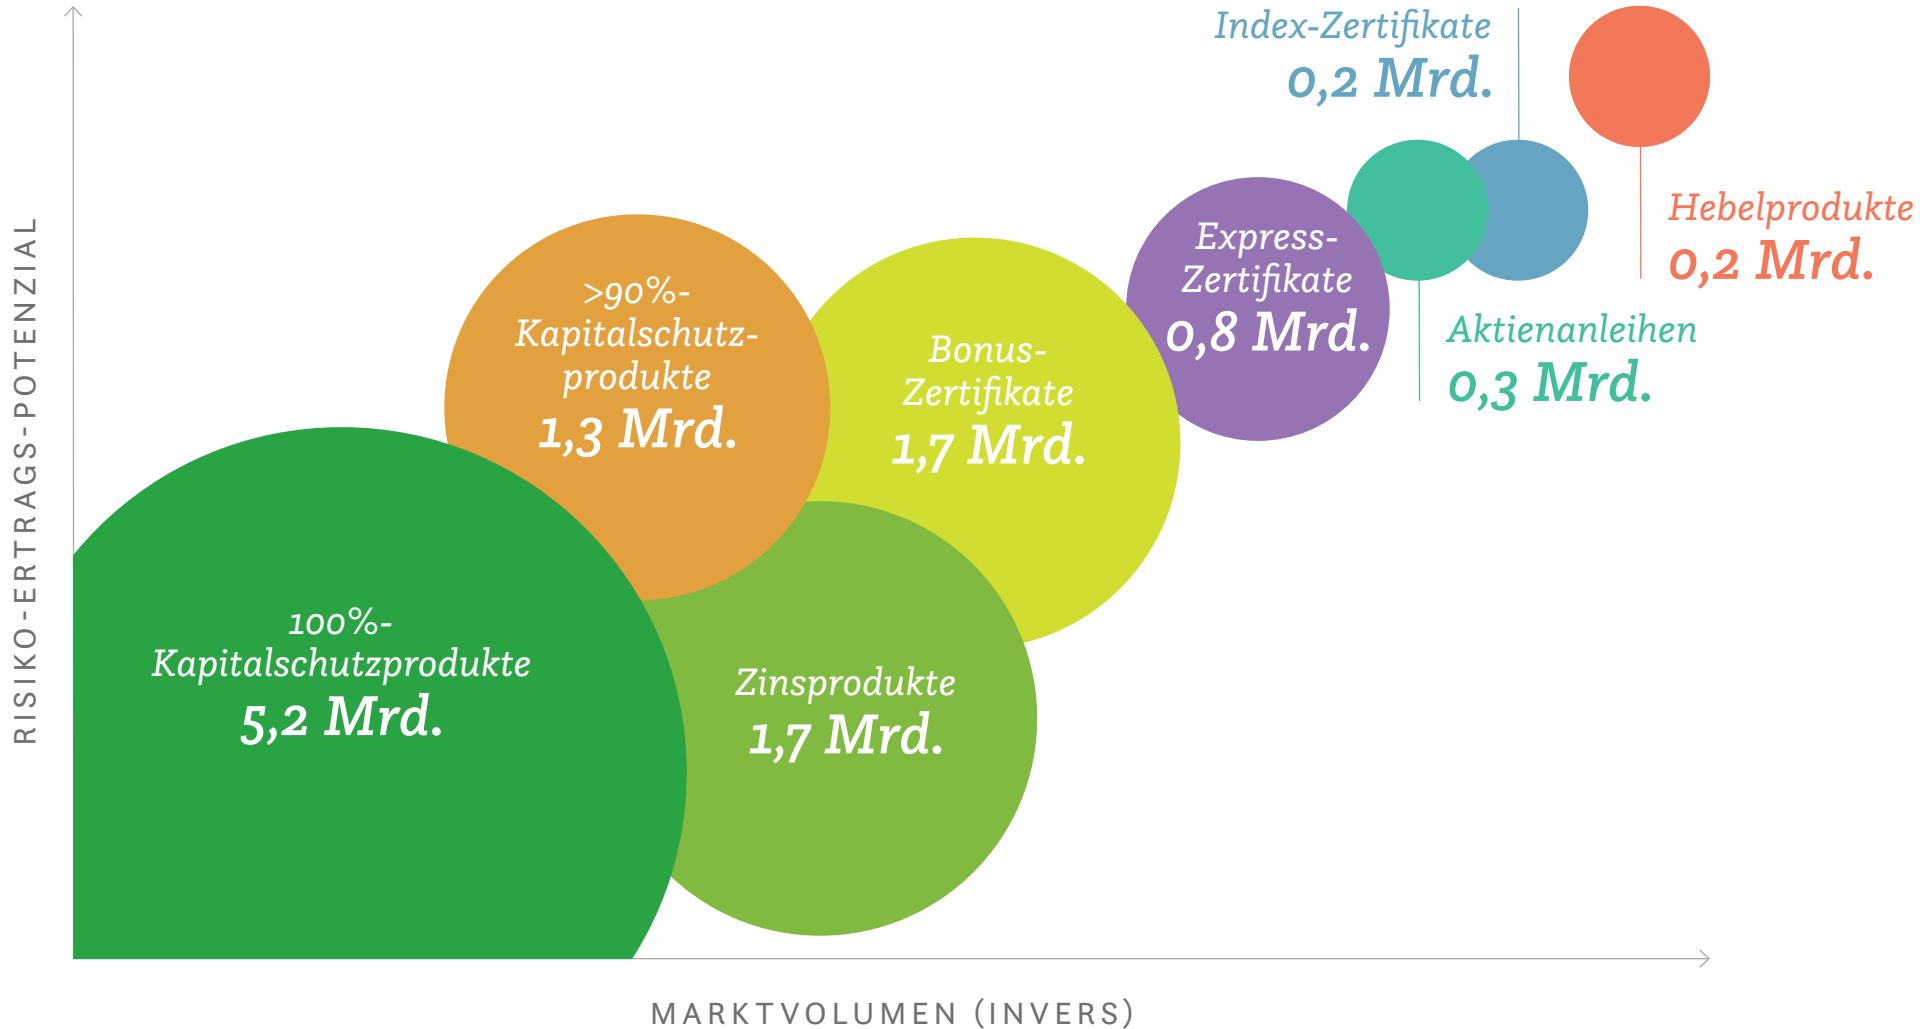 Index-Zertifikate
0,2 Mrd.
Hebelprodukte
0,2 Mrd.
Express-
Zertifikate
0,8 Mrd.
Aktienanleihen
0,3 Mrd.
>90%-
Kapitalschutz-
produkte
1,3 Mrd.
Bonus-
Zertifikate
1,7 Mrd.
100%-
Kapitalschutzprodukte
5,2 Mrd.
Zinsprodukte
1,7 Mrd.
RISIKO-ERTRAGS-POTENZIAL
MARKTVOLUMEN (INVERS)